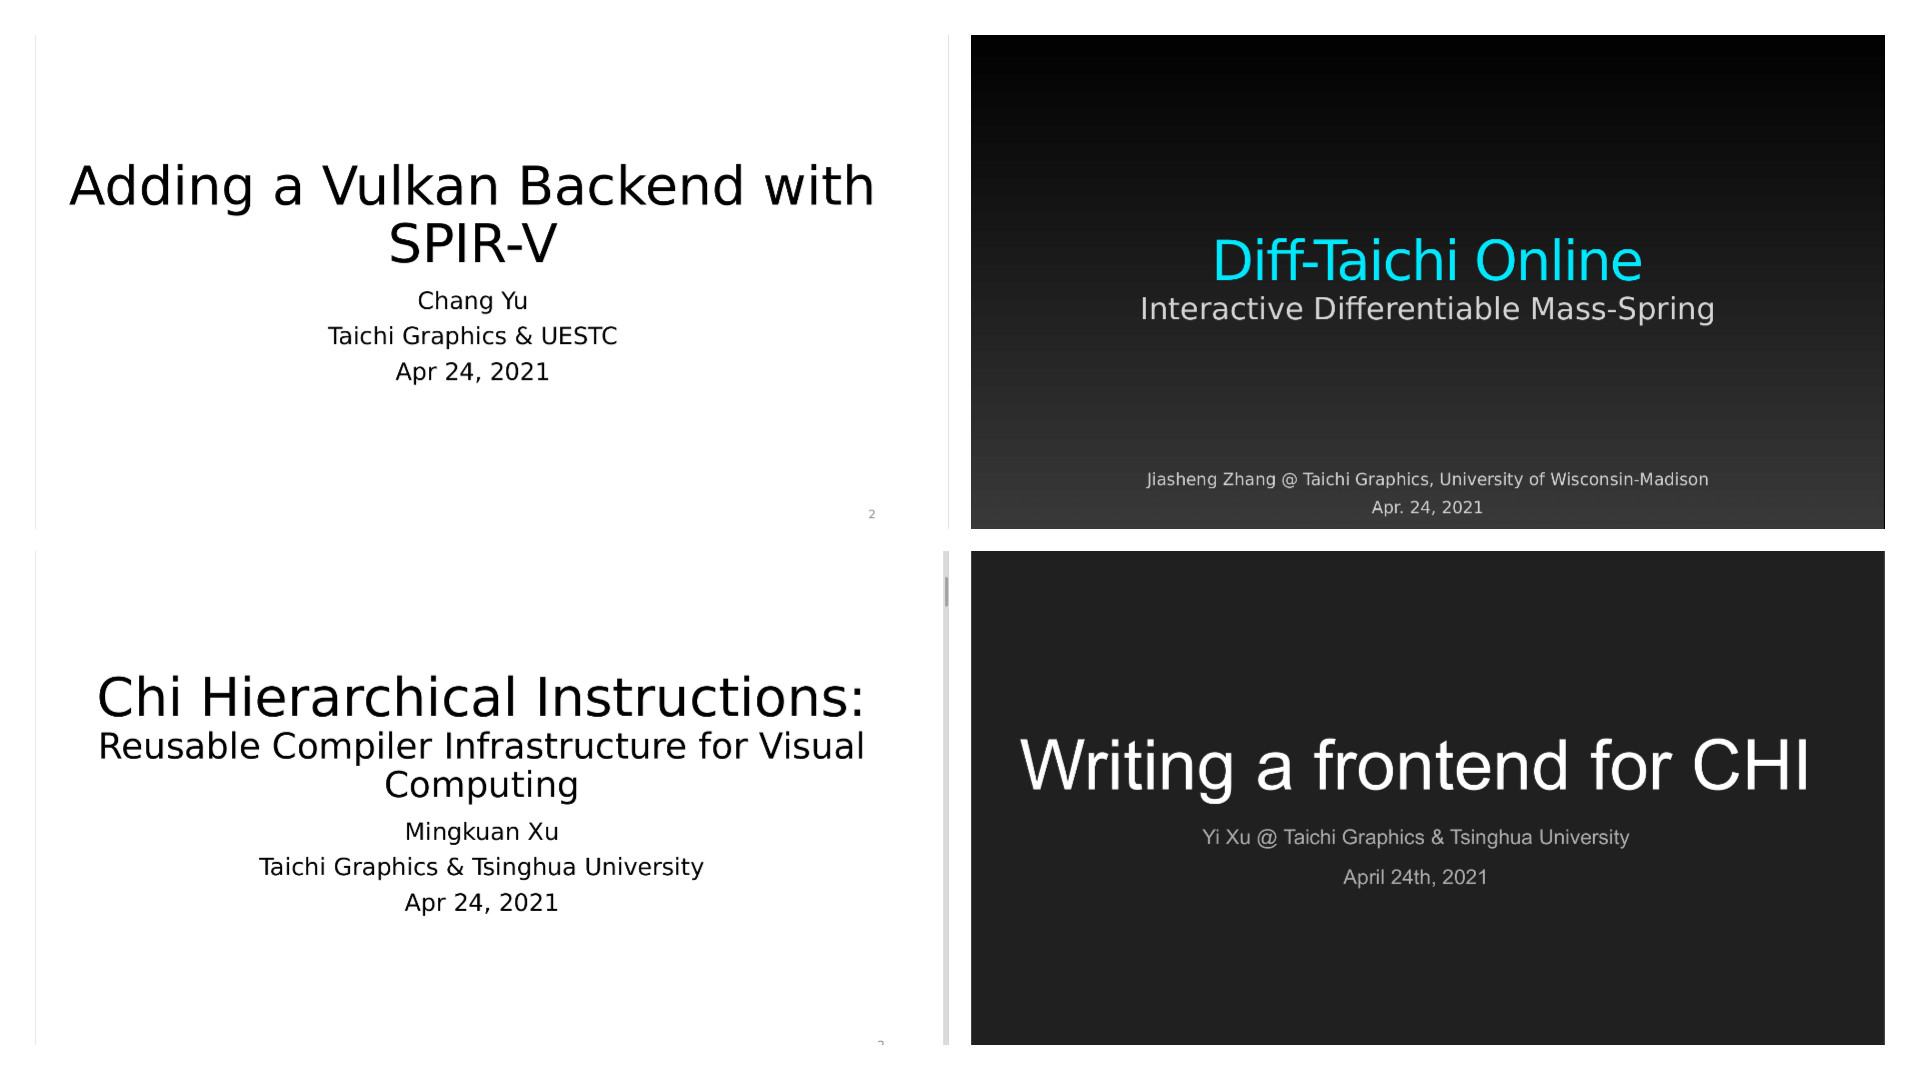 Adding a Vulkan Backend with
SPIR-V
Chang Yu
Taichi Graphics & UESTC
Apr 24, 2021
2
Diff-Taichi Online
Interactive Differentiable Mass-Spring
Jiasheng Zhang @ Taichi Graphics, University of Wisconsin-Madison
Apr. 24, 2021
Chi Hierarchical Instructions:
Reusable Compiler Infrastructure for Visual
Computing
Mingkuan Xu
Taichi Graphics & Tsinghua University
Apr 24, 2021
Writing a frontend for CHI
Yi Xu @ Taichi Graphics & Tsinghua University
April 24th, 2021